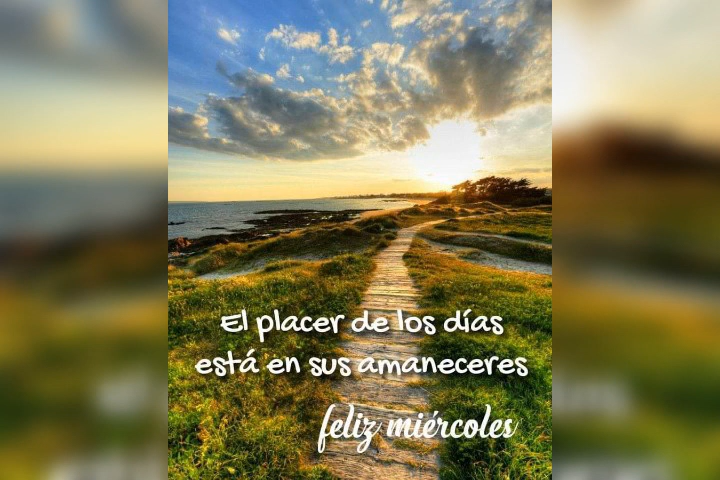 El placer de los días
está en sus amaneceres
feliz miércoles